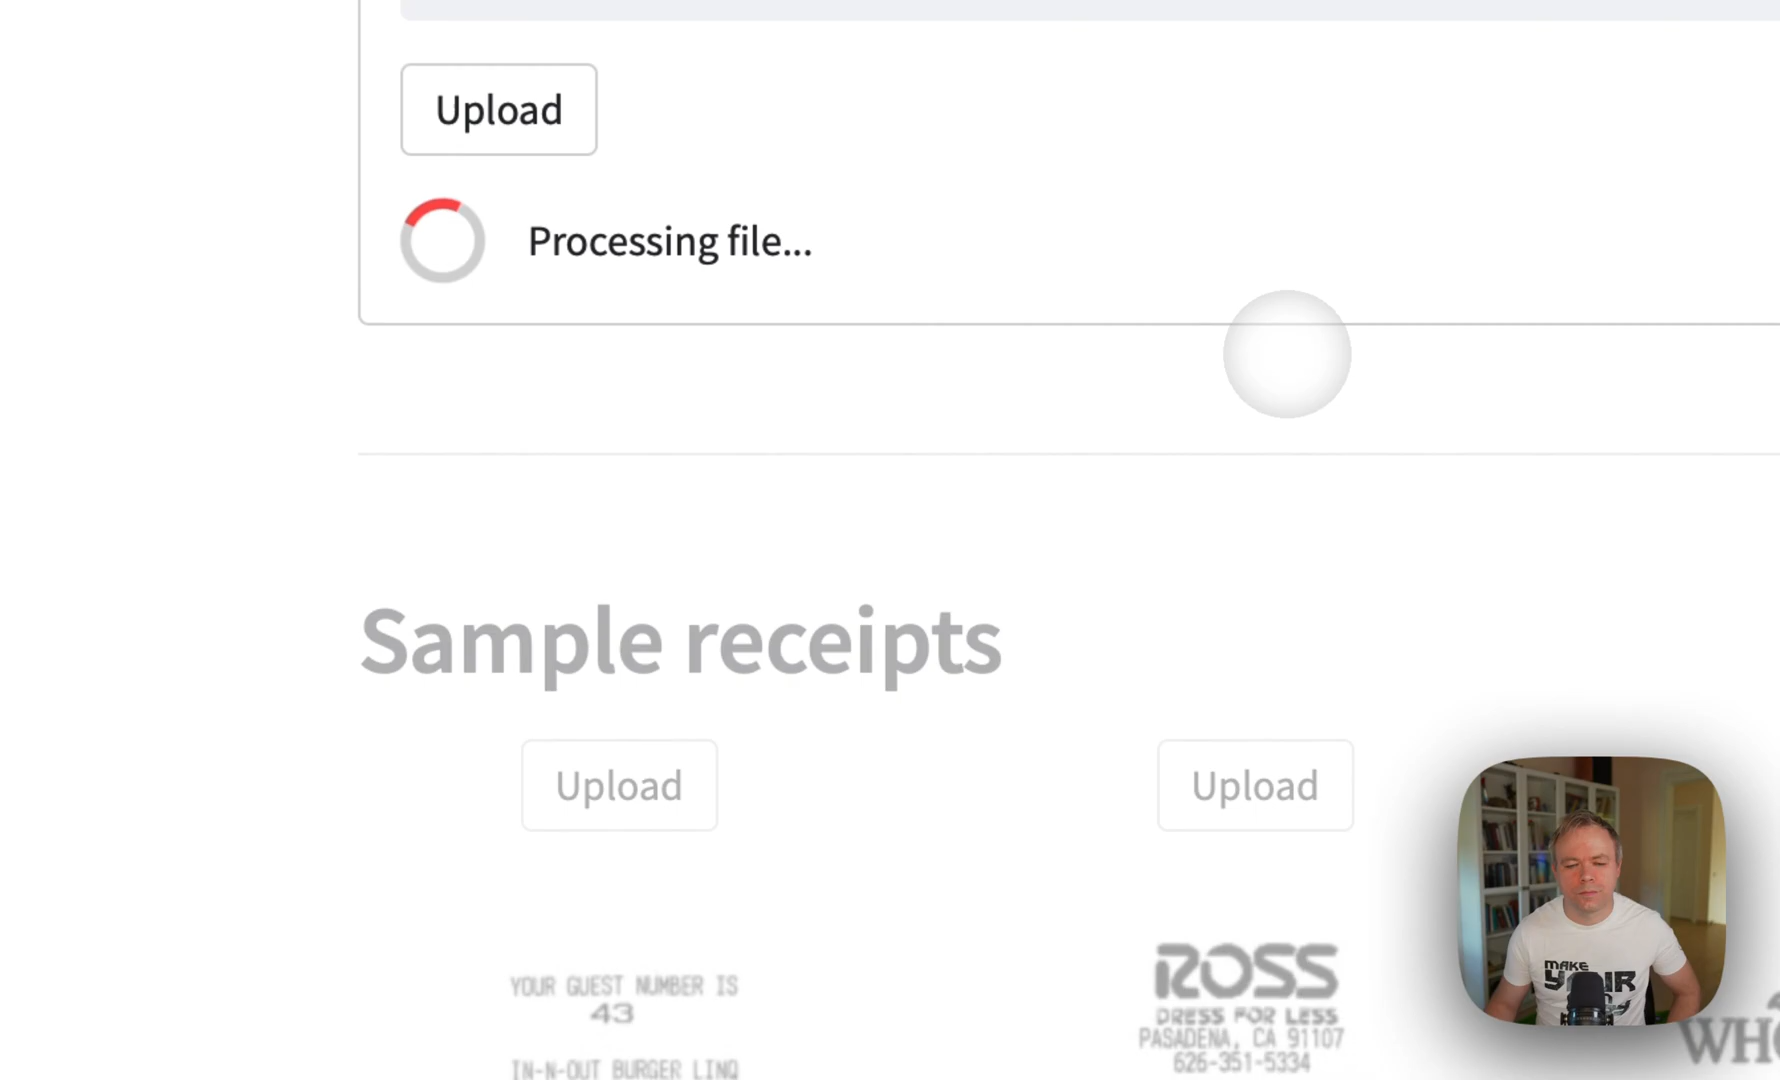 Upload
Processing file...
Sample receipts
Upload
Upload
YOUR GUEST NUMBER IS
43
IN-N-OUT BURGER LINQ
ROSS
DRESS FOR LESS
PASADENA, CA 91107
626-351-5334
MAKE